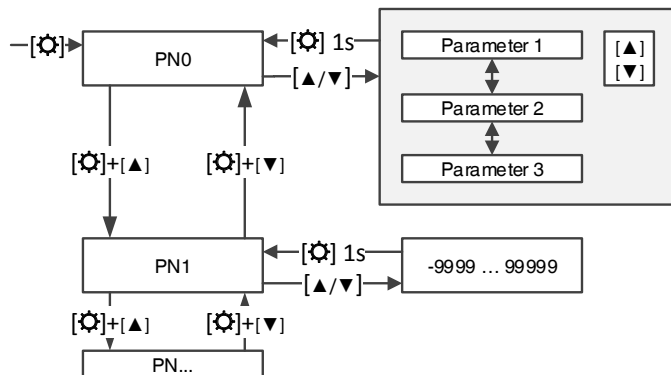 [⚙]
PN0
[⚙] 1s
[▲/▼]
Parameter 1
Parameter 2
Parameter 3
[▲]
[▼]
[⚙]+[▲]
[⚙]+[▼]
PN1
[⚙] 1s
[▲/▼]
-9999 ... 99999
[⚙]+[▲]
[⚙]+[▼]
PN...